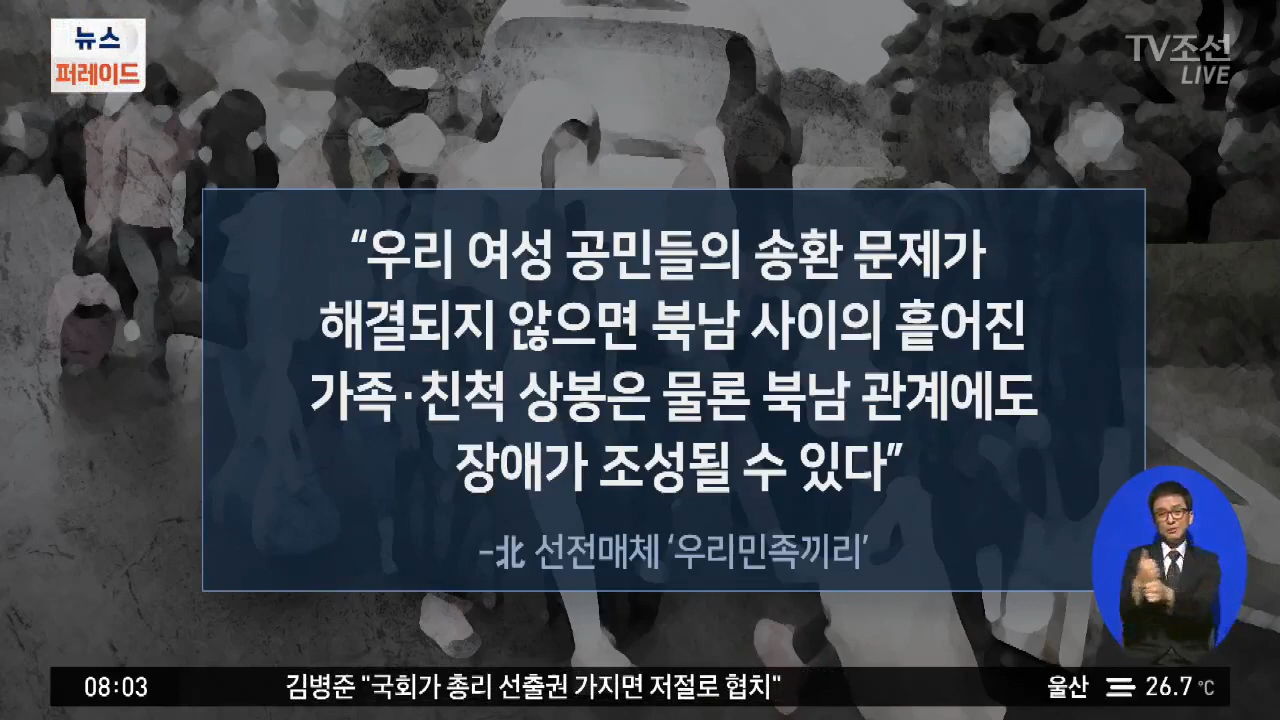 뉴스
퍼레이드
TV조선
LIVE
“우리 여성 공민들의 송환 문제가
해결되지 않으면 북남 사이의 흩어진
가족·친척 상봉은 물론 북남 관계에도
장애가 조성될 수 있다”
-北 선전매체 ‘우리민족끼리’
08:03 김병준 "국회가 총리 선출권 가지면 저절로 협치" 울산 26.7℃